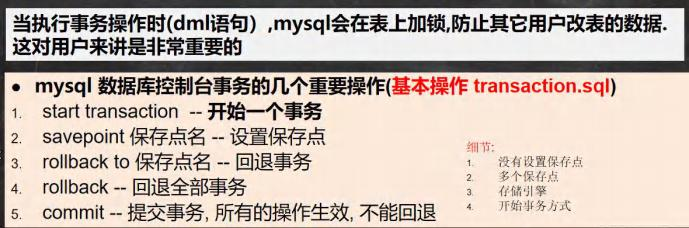 当执行事务操作时(dml语句）,mysql会在表上加锁,防止其它用户改表的数据.
这对用户来讲是非常重要的
● mysql 数据库控制台事务的几个重要操作(基本操作 transaction.sql)
1. start transaction -- 开始一个事务
2. savepoint 保存点名 -- 设置保存点
3. rollback to 保存点名 -- 回退事务
4. rollback -- 回退全部事务
5. commit -- 提交事务, 所有的操作生效, 不能回退
细节:
1. 没有设置保存点
2. 多个保存点
3. 存储引擎
4. 开始事务方式